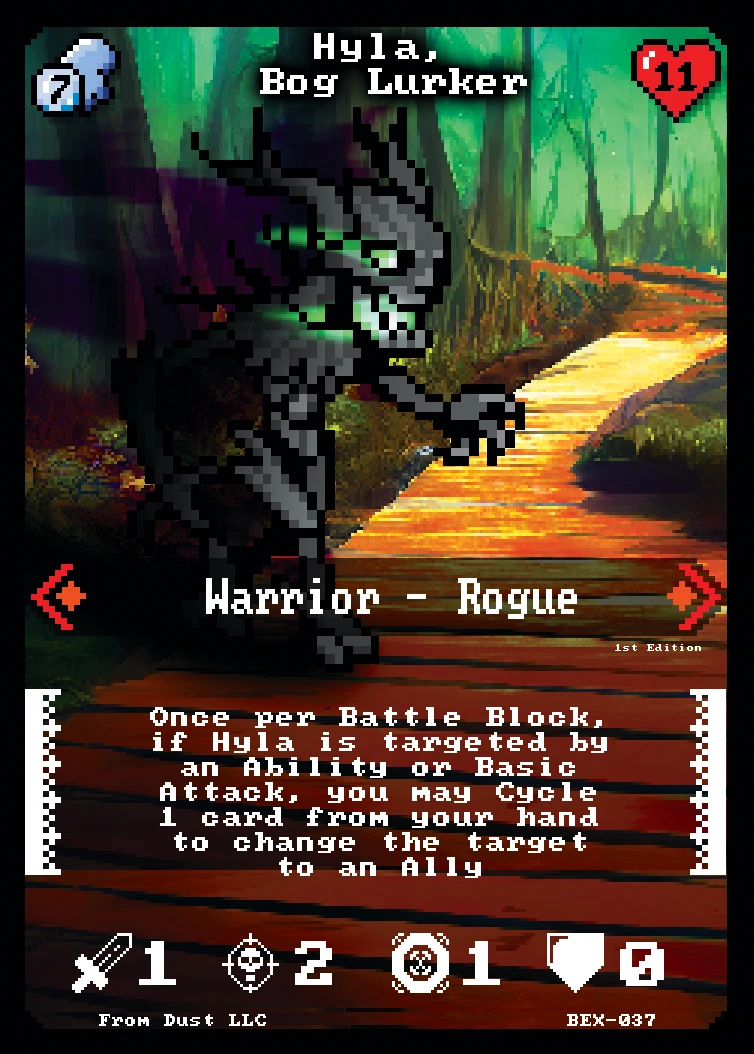 Hyla,
Bog Lurker
7
11
Warrior - Rogue
1st Edition
Once per Battle Block,
if Hyla is targeted by
an Ability or Basic
Attack, you may Cycle
1 card from your hand
to change the target
to an Ally
1 2 1 0
From Dust LLC BEX-037